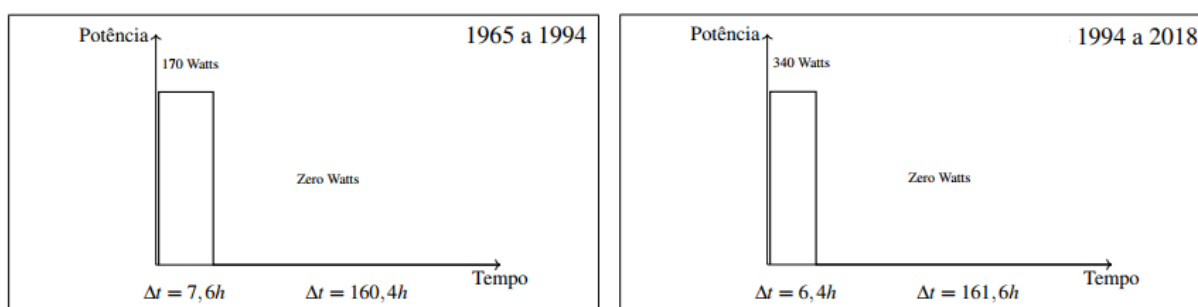 Potência
1965 a 1994
170 Watts
Zero Watts
Tempo
Δt = 7,6h
Δt = 160,4h
Potência
1994 a 2018
340 Watts
Zero Watts
Tempo
Δt = 6,4h
Δt = 161,6h